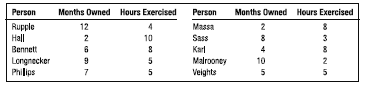 Person Months Owned Hours Exercised Person Months Owned Hours Exercised
Rupple 12 4 Massa 2 8
Hall 2 10 Sass 8 3
Bennett 6 8 Karl 4 8
Longnecker 9 5 Malrooney 10 2
Phillips 7 5 Veights 5 5